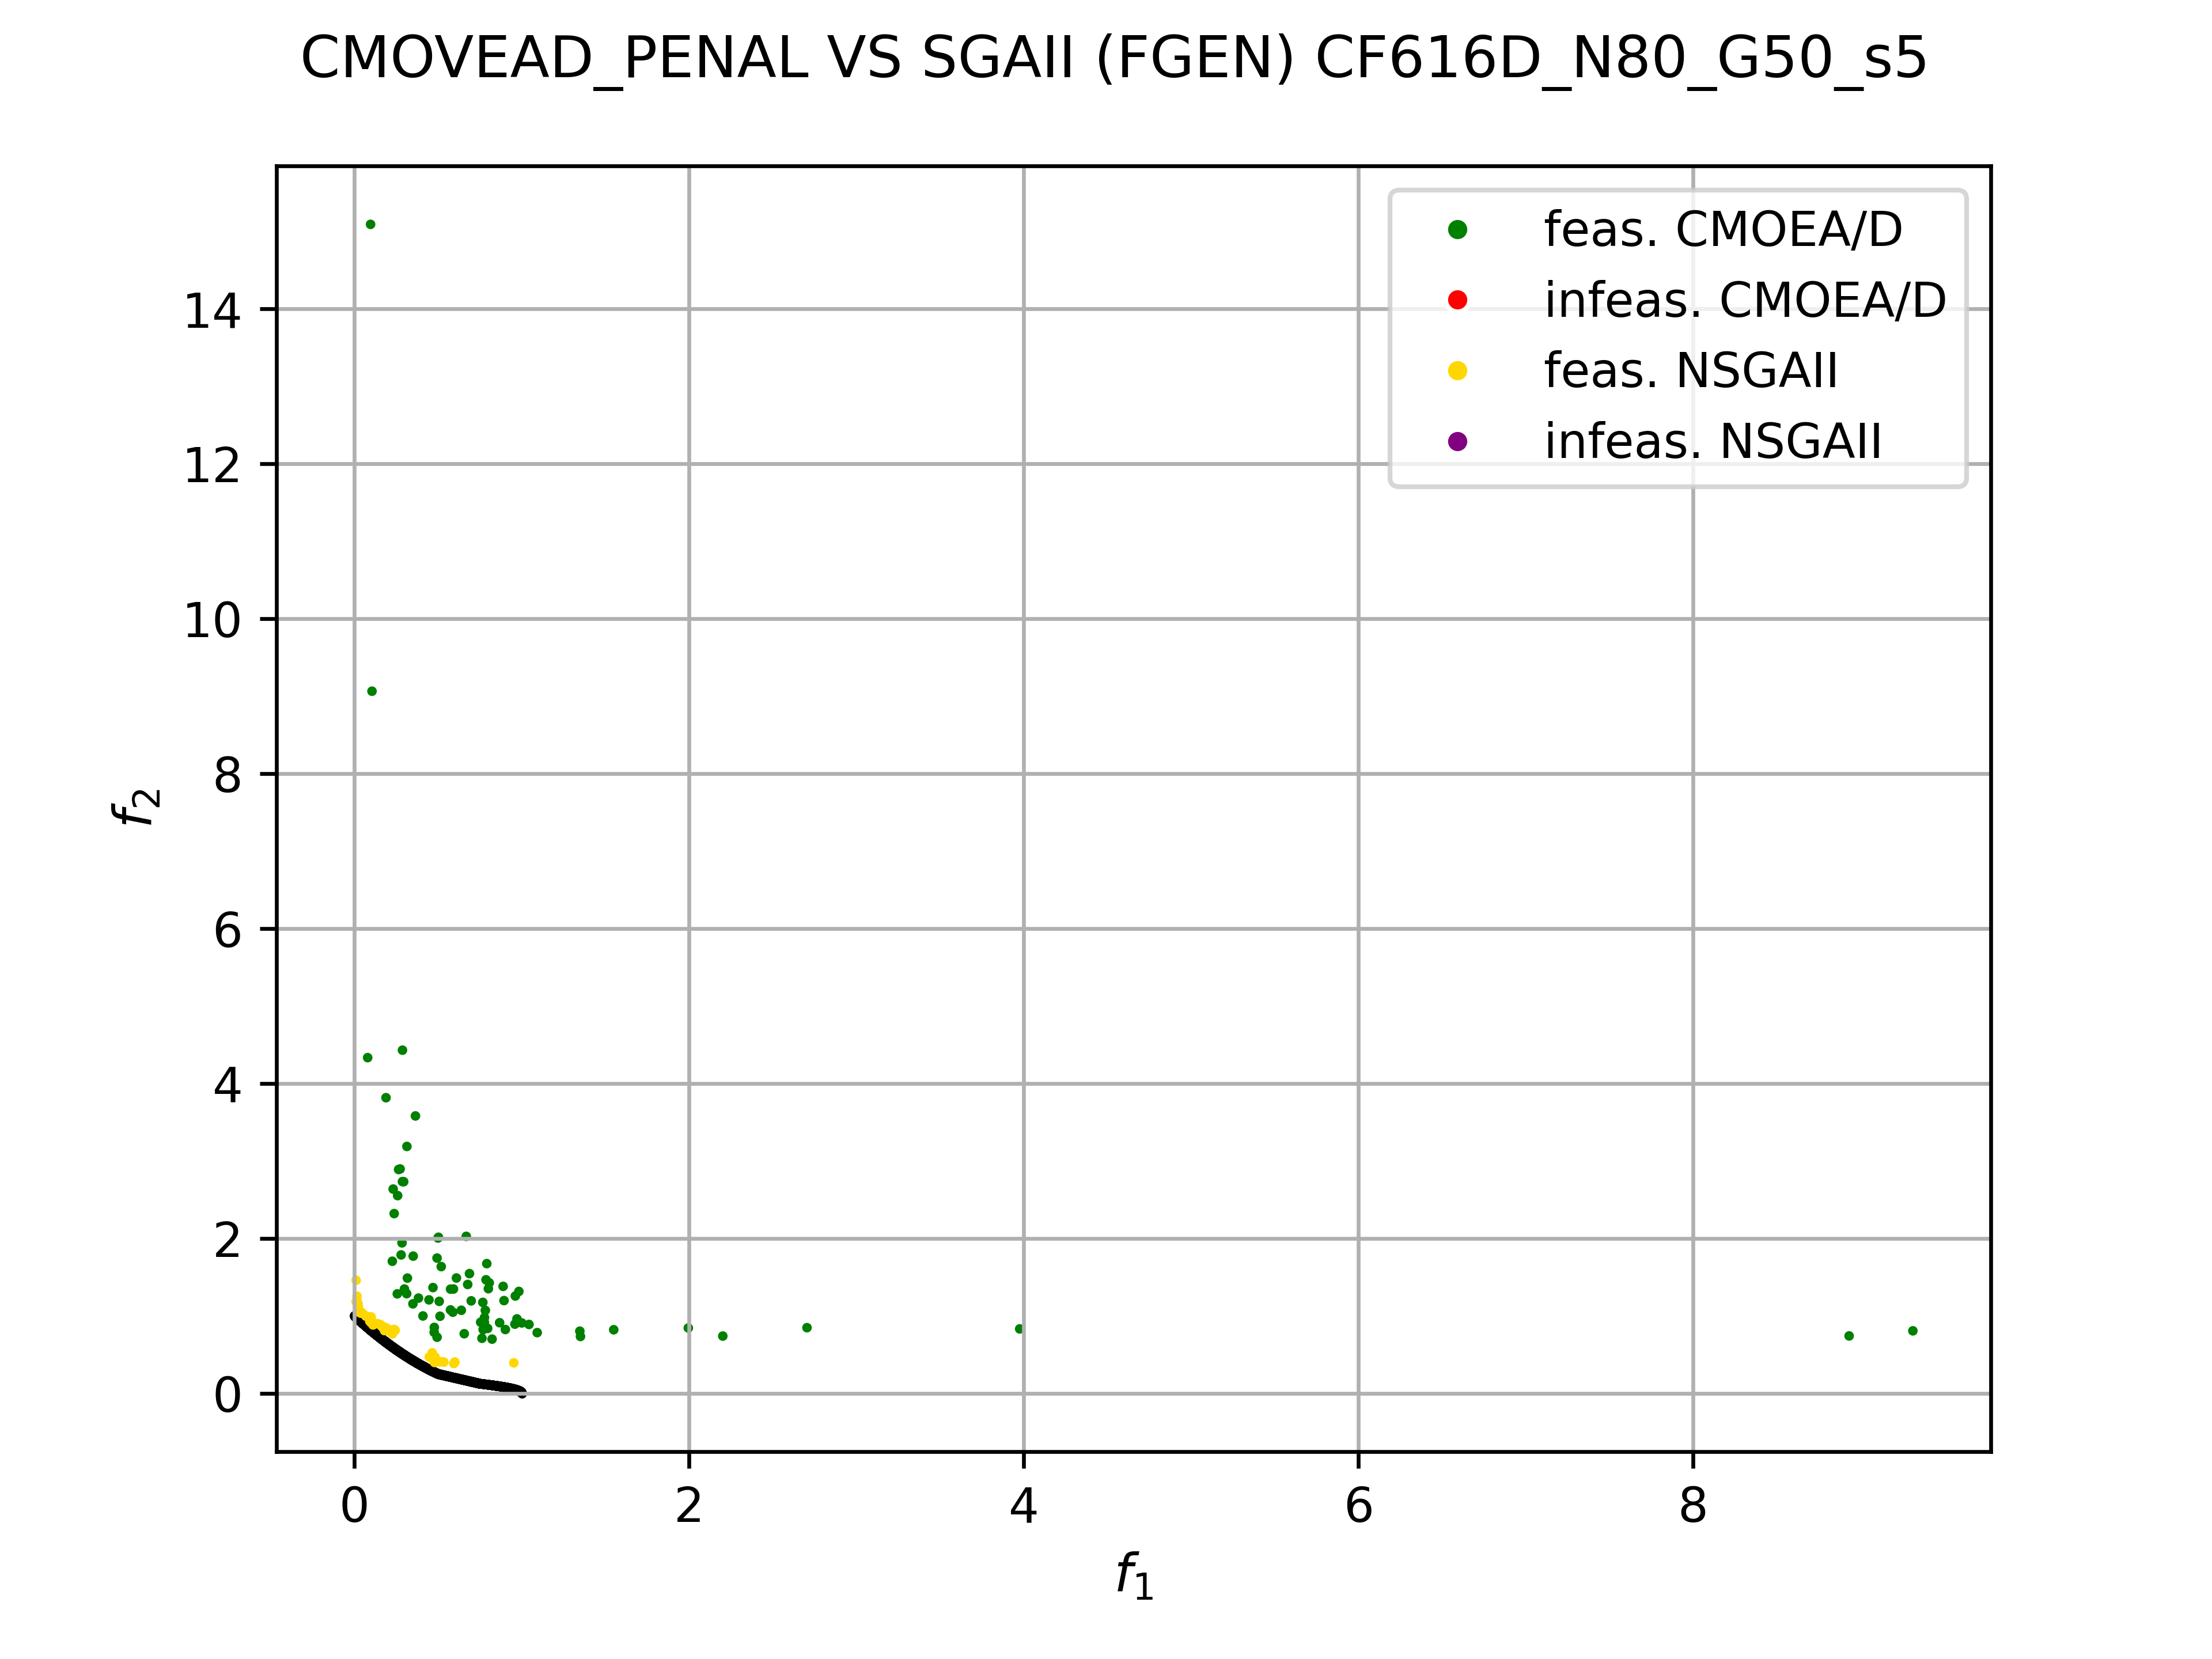 CMOVEAD_PENAL VS SGAII (FGEN) CF616D_N80_G50_s5
feas. CMOEA/D
infeas. CMOEA/D
feas. NSGAII
infeas. NSGAII
14
12
10
8
6
4
2
0
f2
0 2 4 6 8
f1